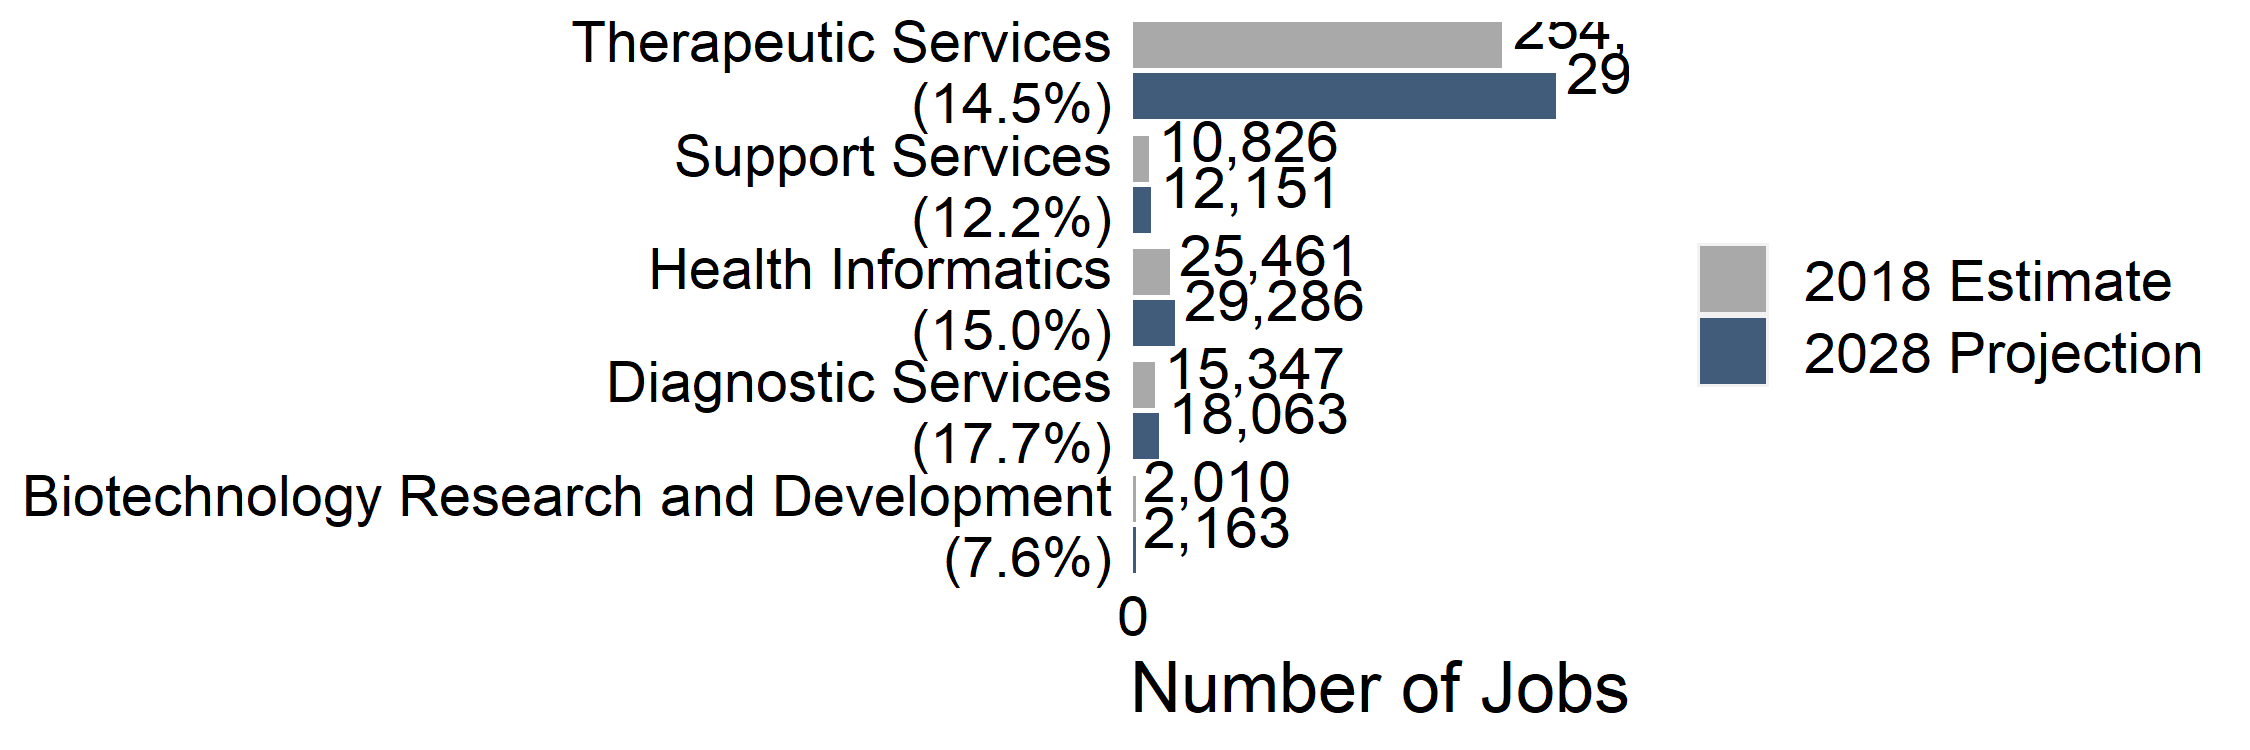 Therapeutic Services
(14.5%)
254,
29
Support Services
(12.2%)
10,826
12,151
Health Informatics
(15.0%)
25,461
29,286
Diagnostic Services
(17.7%)
15,347
18,063
Biotechnology Research and Development
(7.6%)
2,010
2,163
0
Number of Jobs
2018 Estimate
2028 Projection